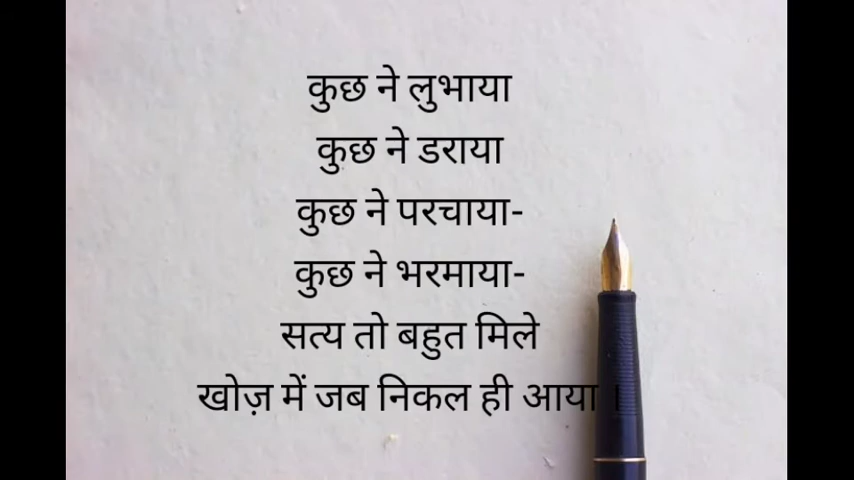 कुछ ने लुभाया
कुछ ने डराया
कुछ ने परचाया-
कुछ ने भरमाया-
सत्य तो बहुत मिले
खोज़ में जब निकल ही आया ।